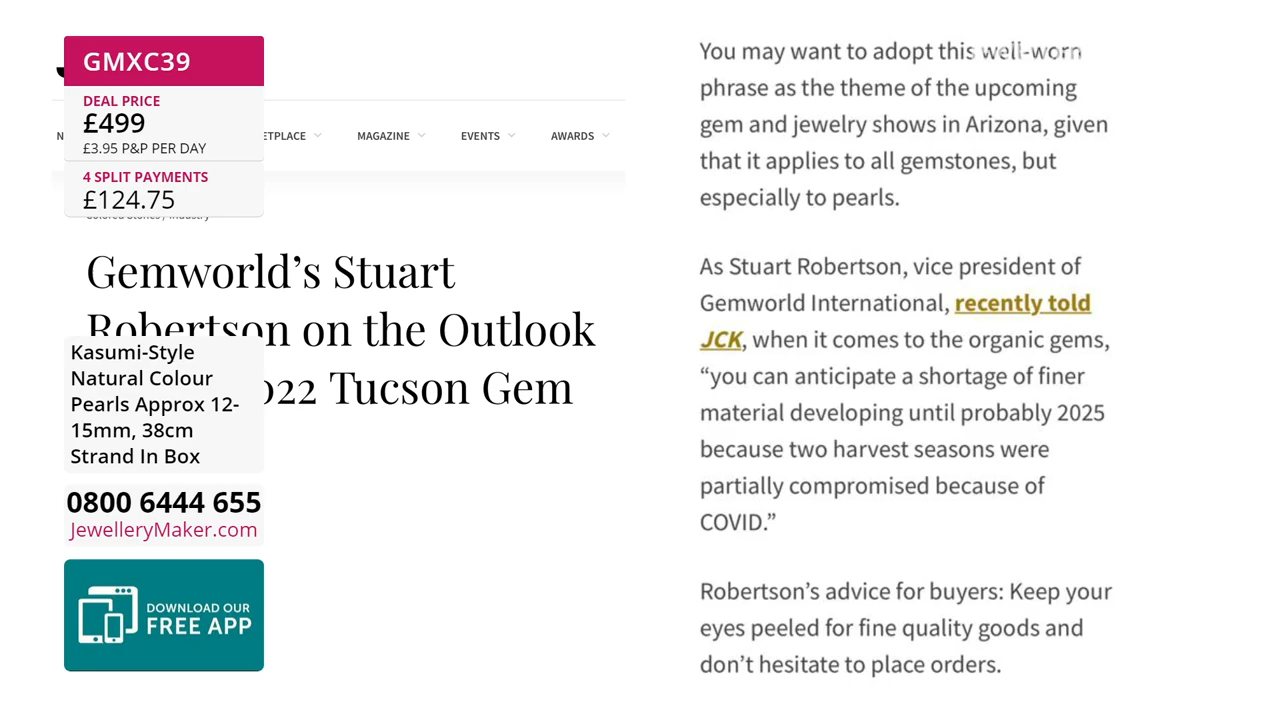 GMXC39
DEAL PRICE
£499
£3.95 P&P PER DAY
4 SPLIT PAYMENTS
£124.75
ETPLACE
MAGAZINE
EVENTS
AWARDS
Colored Stones / Industry
Gemworld’s Stuart
Robertson on the Outlook
022 Tucson Gem
Kasumi-Style
Natural Colour
Pearls Approx 12-
15mm, 38cm
Strand In Box
0800 6444 655
JewelleryMaker.com
DOWNLOAD OUR
FREE APP
You may want to adopt this well-worn
phrase as the theme of the upcoming
gem and jewelry shows in Arizona, given
that it applies to all gemstones, but
especially to pearls.
As Stuart Robertson, vice president of
Gemworld International, recently told
JCK, when it comes to the organic gems,
“you can anticipate a shortage of finer
material developing until probably 2025
because two harvest seasons were
partially compromised because of
COVID.”
Robertson’s advice for buyers: Keep your
eyes peeled for fine quality goods and
don’t hesitate to place orders.